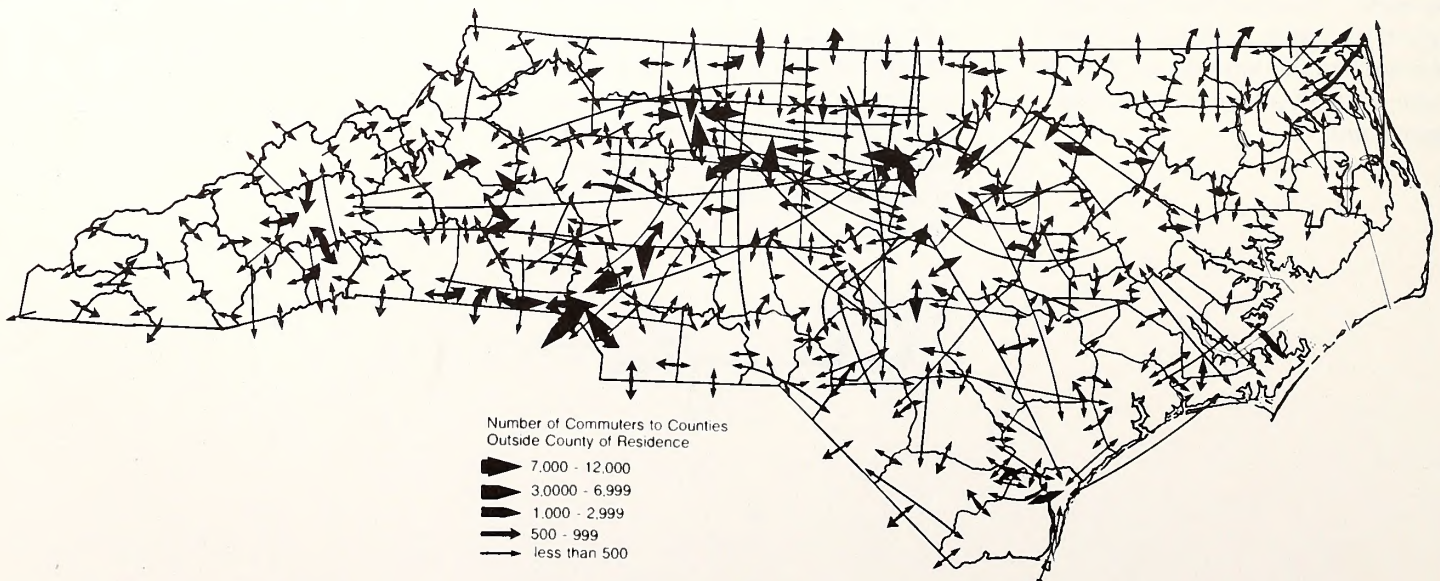 Number of Commuters to Counties
Outside County of Residence
7,000 - 12,000
3,0000 - 6,999
1,000 - 2,999
500 - 999
less than 500